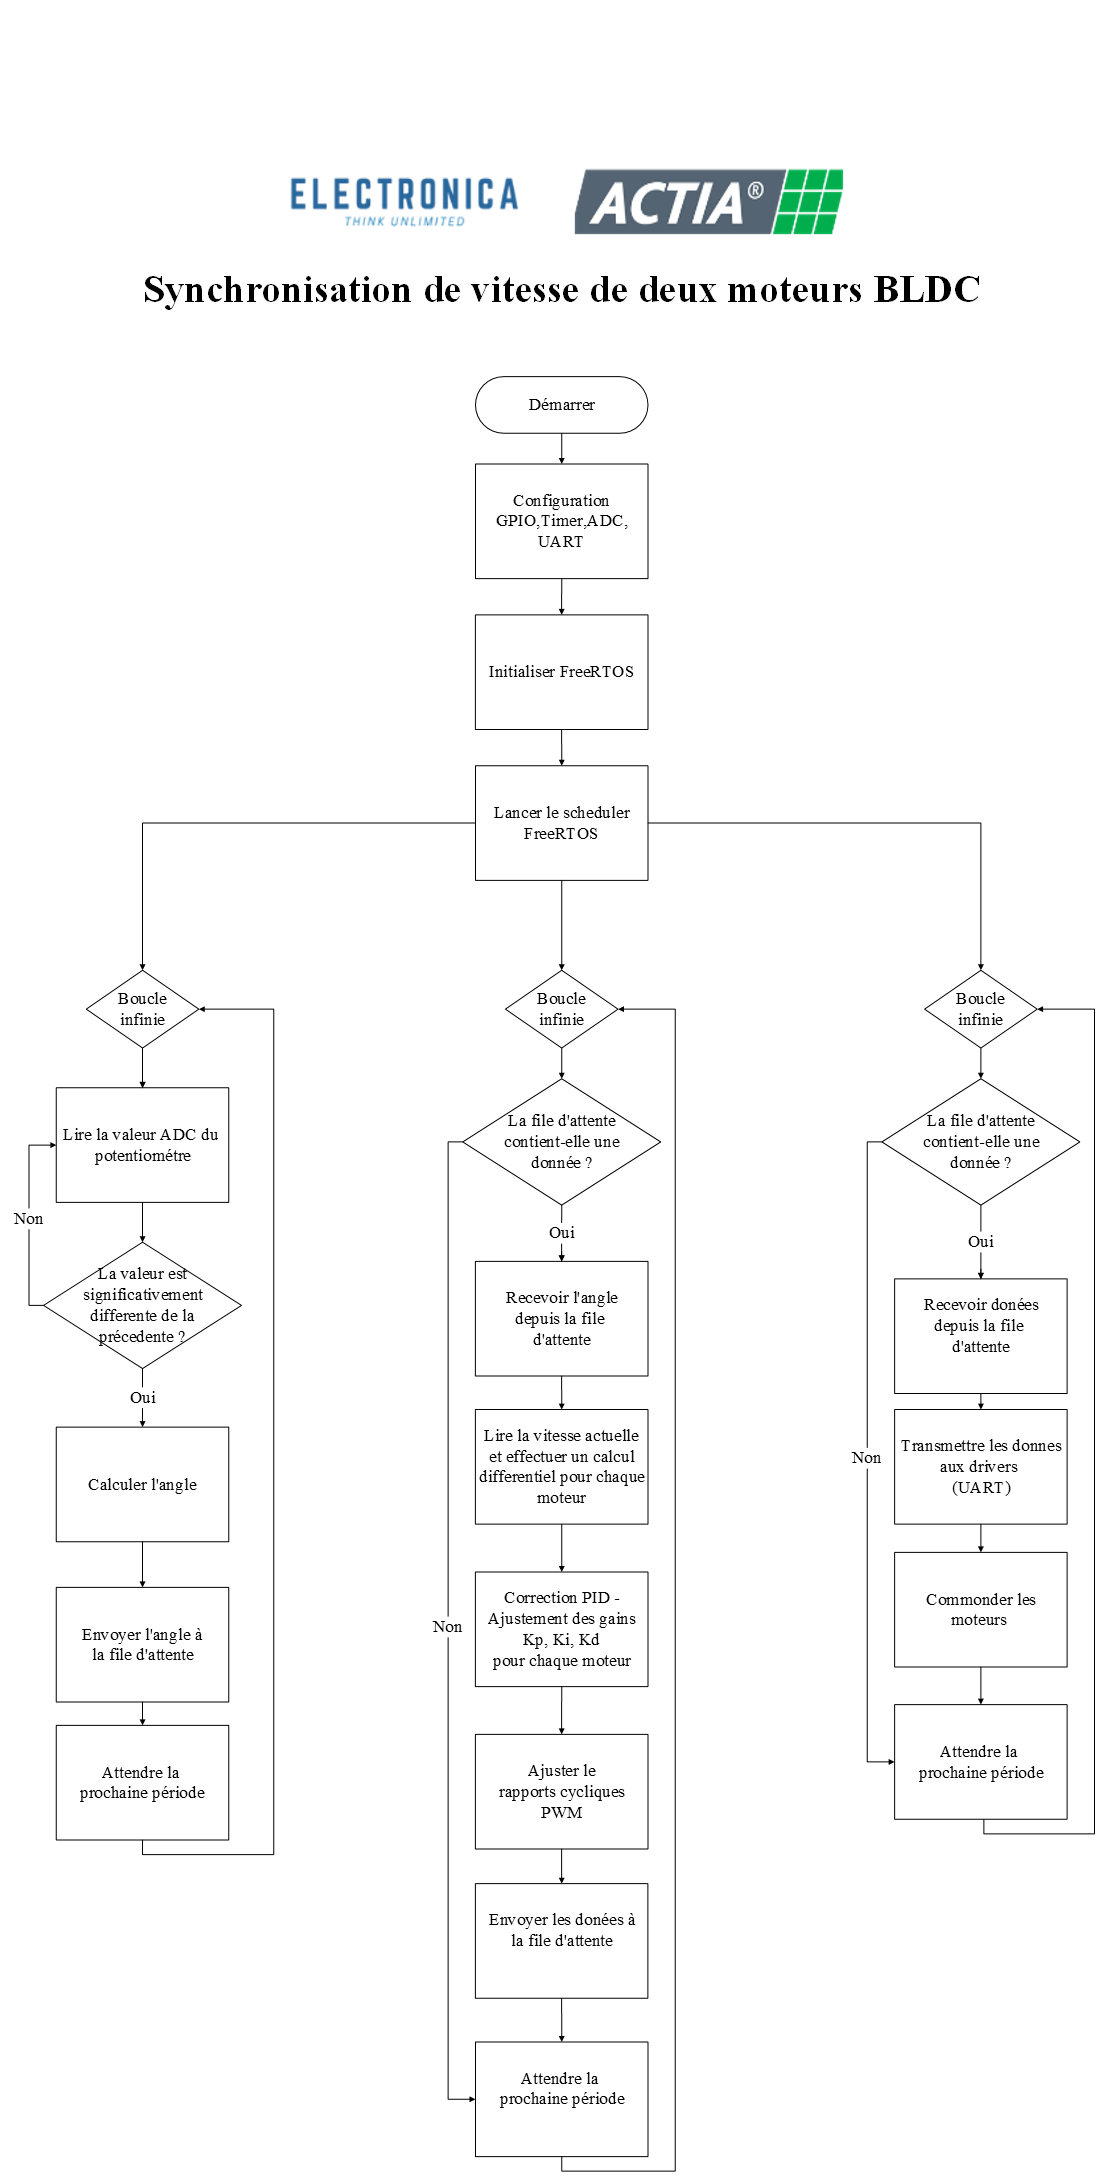 ELECTRONICA
THINK UNLIMITED
ACTIA®
Synchronisation de vitesse de deux moteurs BLDC
Démarrer
Configuration
GPIO,Timer,ADC,
UART
Initialiser FreeRTOS
Lancer le scheduler
FreeRTOS
Boucle
infinie
Lire la valeur ADC du
potentiométre
Non
La valeur est
significativement
differente de la
précedente ?
Oui
Calculer l'angle
Envoyer l'angle à
la file d'attente
Attendre la
prochaine période
Boucle
infinie
La file d'attente
contient-elle une
donnée ?
Oui
Recevoir l'angle
depuis la file
d'attente
Lire la vitesse actuelle
et effectuer un calcul
differentiel pour chaque
moteur
Correction PID -
Ajustement des gains
Kp, Ki, Kd
pour chaque moteur
Non
Ajuster le
rapports cycliques
PWM
Envoyer les donées à
la file d'attente
Attendre la
prochaine période
Boucle
infinie
La file d'attente
contient-elle une
donnée ?
Oui
Recevoir donées
depuis la file
d'attente
Non
Transmettre les donnes
aux drivers
(UART)
Commonder les
moteurs
Attendre la
prochaine période